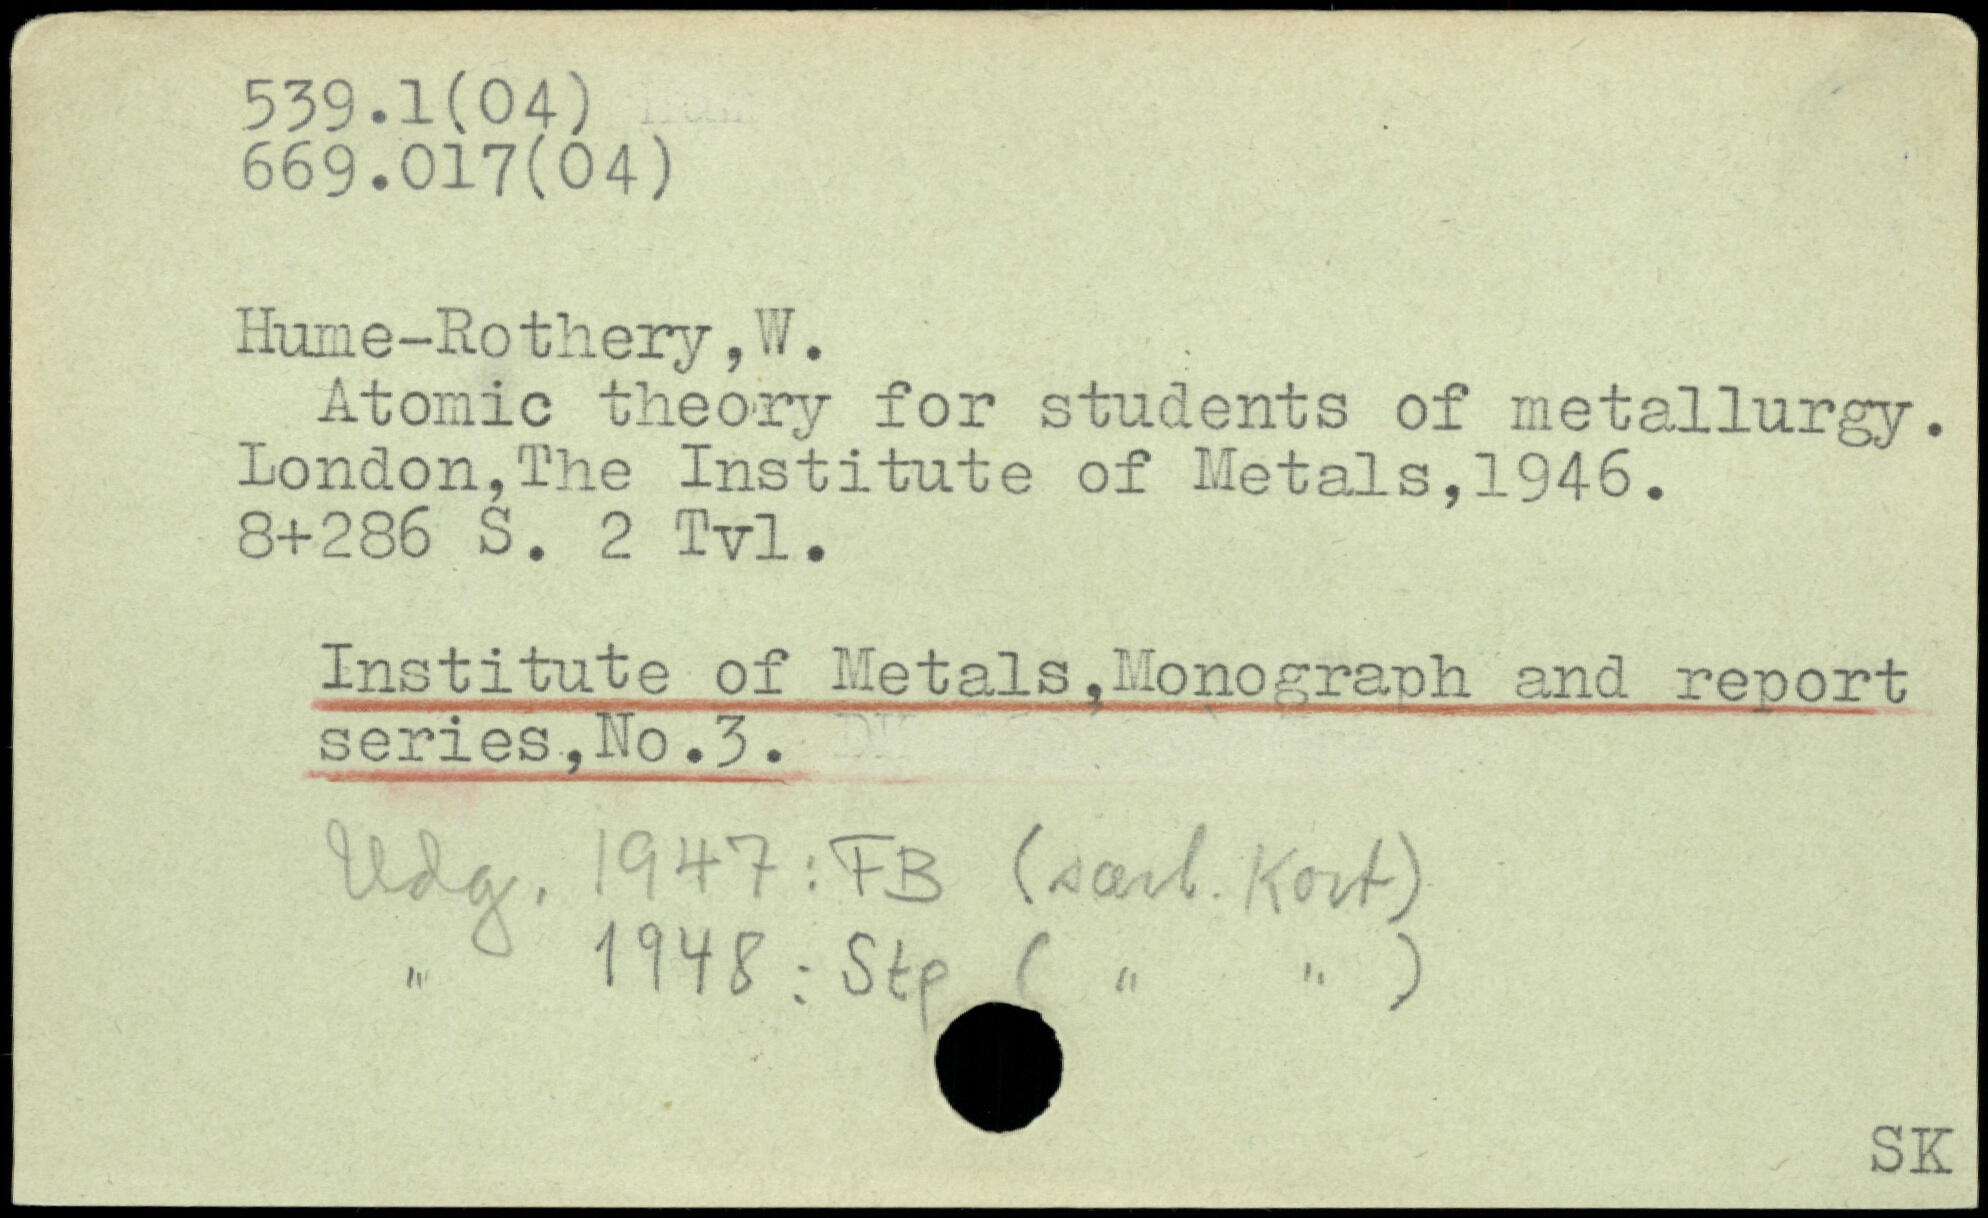 539.1(04)
669.017(04)
Hume-Rothery,W.
Atomic theory for students of metallurgy.
London,The Institute of Metals,1946.
8+286 S. 2 Tvl.
Institute of Metals,Monograph and report
series,No.3.
Udg. 1947: FB (særl. Kort)
" 1948: Stp ( " " )
SK